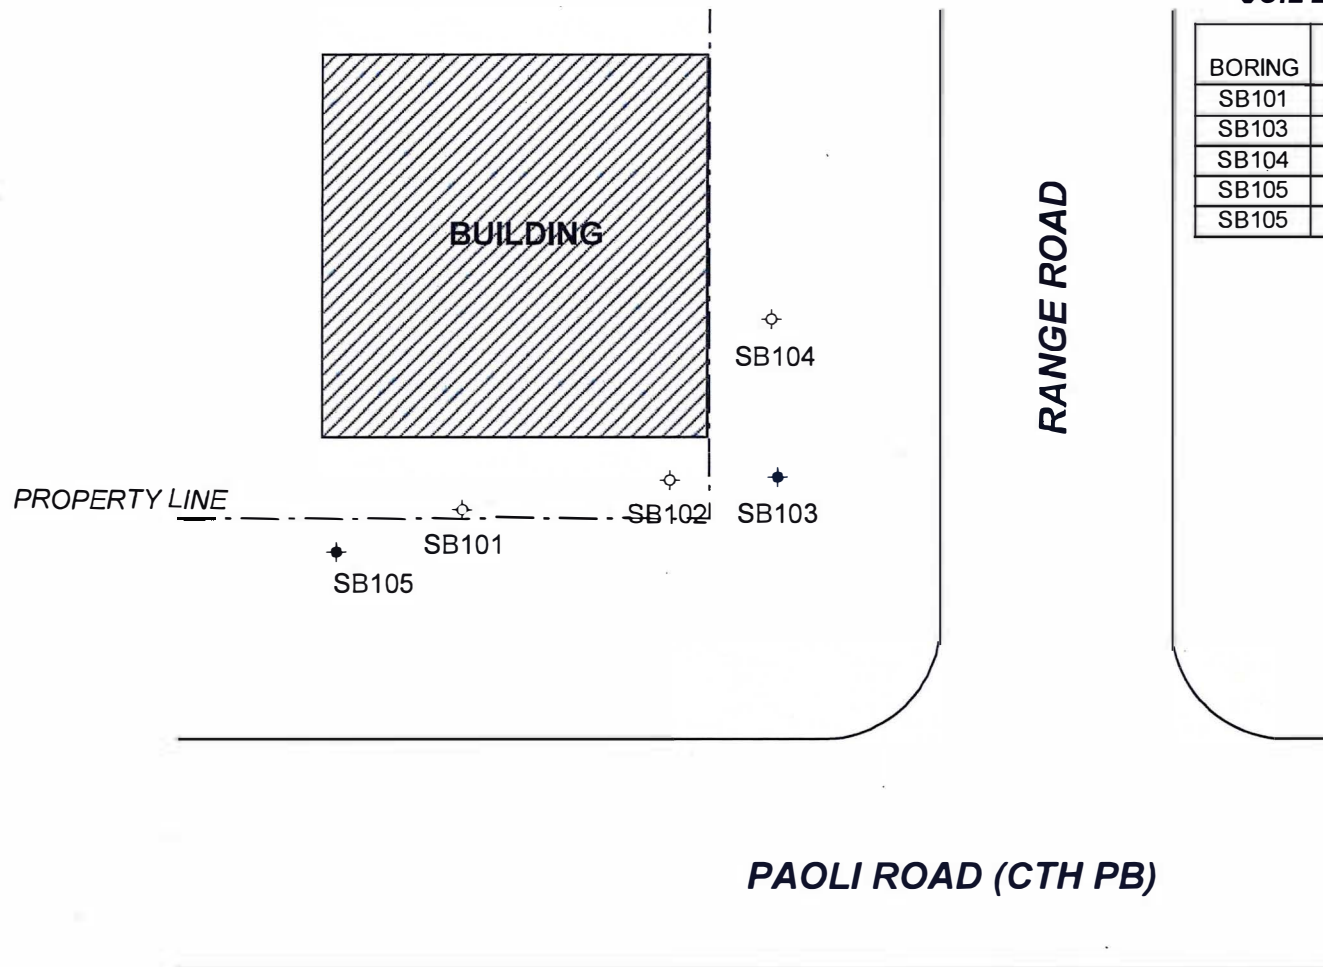 BORING
SB101
SB103
SB104
SB105
SB105
BUILDING
RANGE ROAD
SB104
PROPERTY LINE
SB102
SB103
SB101
SB105
PAOLI ROAD (CTH PB)